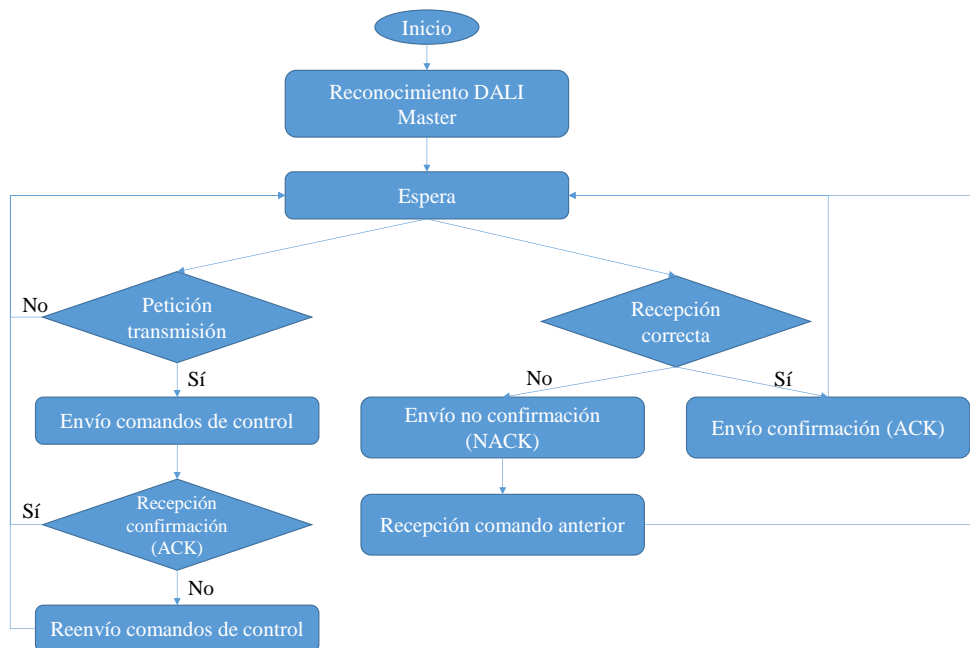 Inicio
Reconocimiento DALI
Master
Espera
No
Petición
transmisión
Recepción
correcta
Sí
No
Sí
Envío comandos de control
Envío no confirmación
(NACK)
Envío confirmación (ACK)
Sí
Recepción
confirmación
(ACK)
Recepción comando anterior
No
Reenvío comandos de control